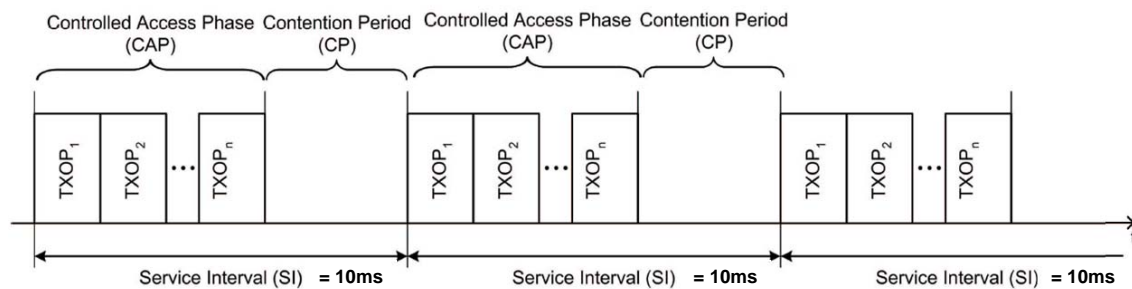 Controlled Access Phase
(CAP)
Contention Period
(CP)
Controlled Access Phase
(CAP)
Contention Period
(CP)
TXOP1
TXOP2
...
TXOPn
TXOP1
TXOP2
...
TXOPn
TXOP1
TXOP2
...
TXOPn
t
Service Interval (SI) = 10ms
Service Interval (SI) = 10ms
Service Interval (SI) = 10ms